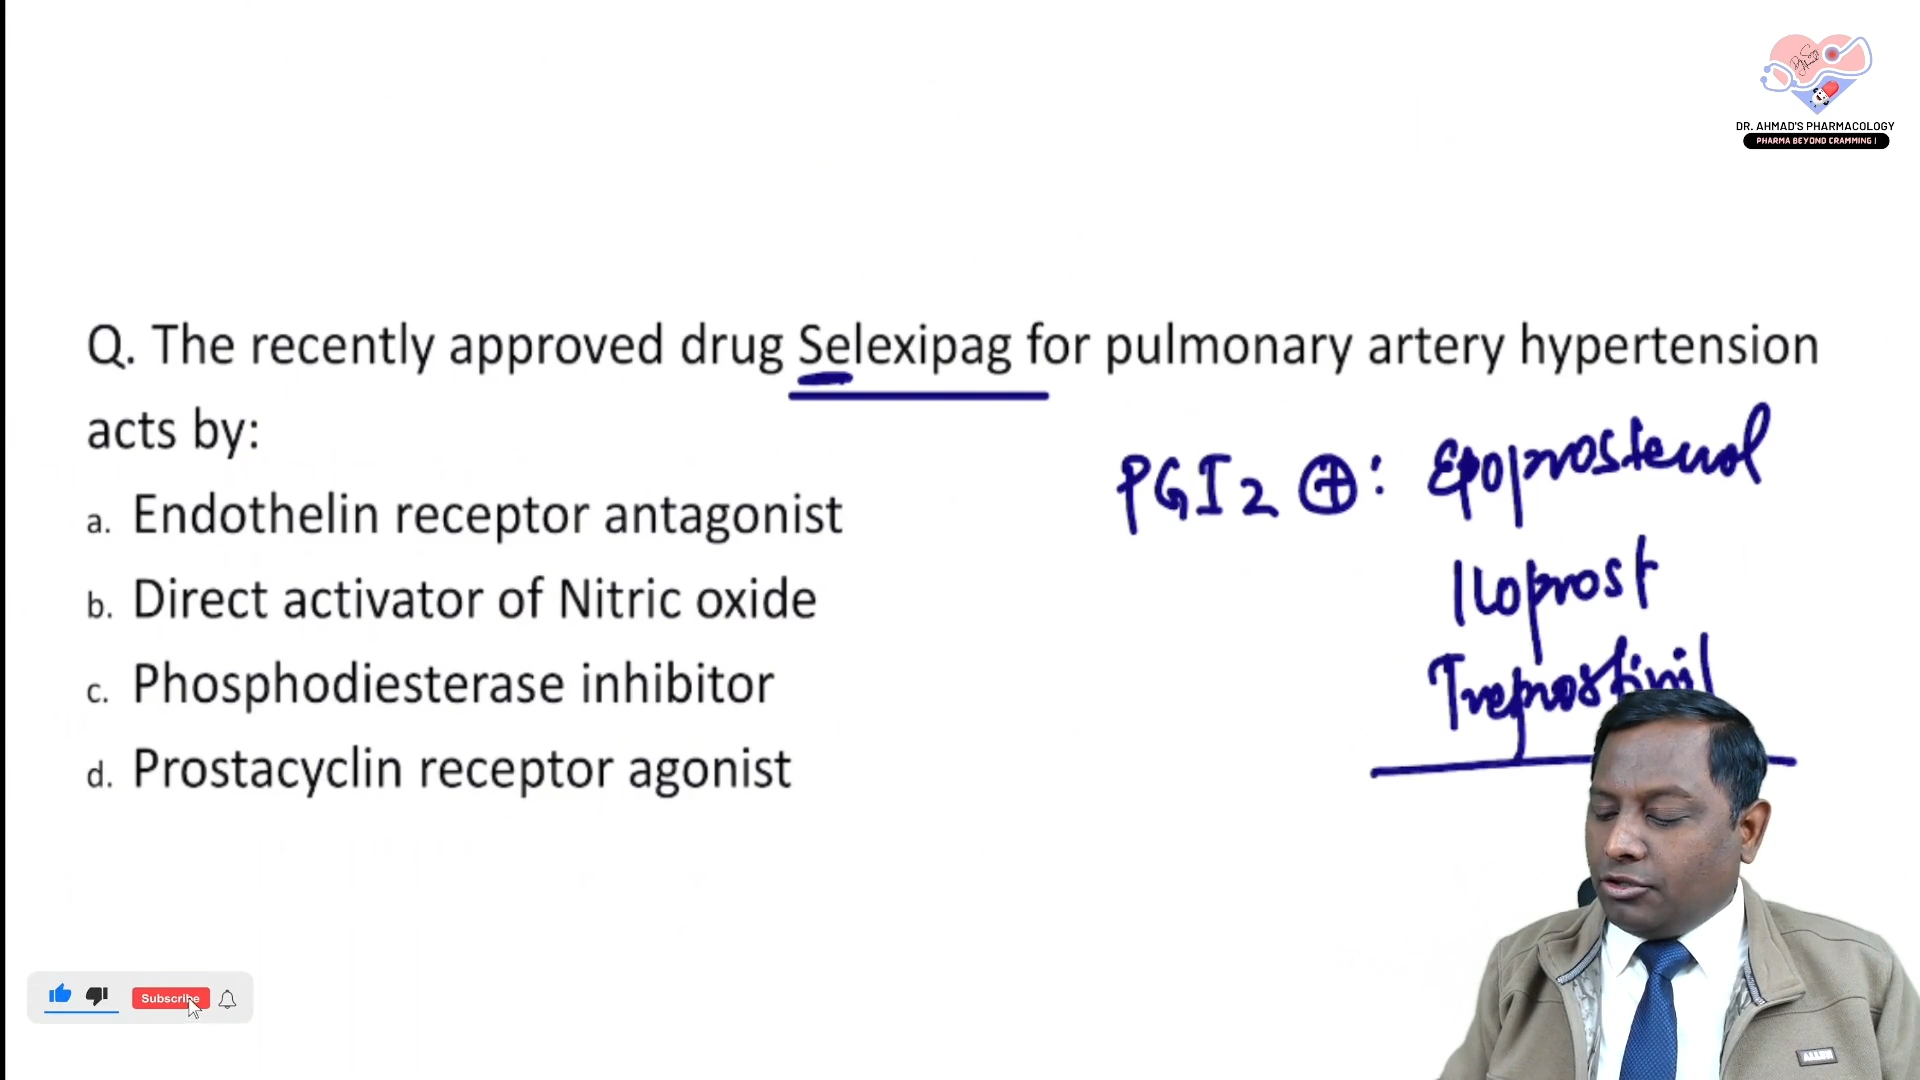 DR. AHMAD'S PHARMACOLOGY
PHARMA BEYOND CRAMMING !
Q. The recently approved drug Selexipag for pulmonary artery hypertension
acts by:
a. Endothelin receptor antagonist
b. Direct activator of Nitric oxide
c. Phosphodiesterase inhibitor
d. Prostacyclin receptor agonist
PGI2 ⊕: Epoprostenol
Iloprost
Treprostinil
Subscribe